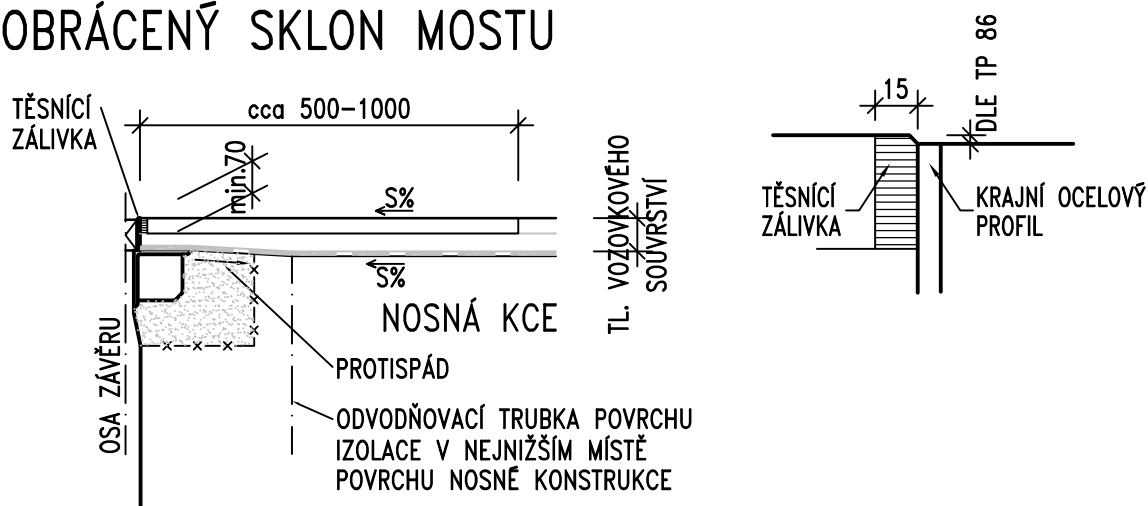 OBRÁCENÝ SKLON MOSTU
TĚSNÍCÍ
ZÁLIVKA
cca 500-1000
min.70
S%
S%
NOSNÁ KCE
TL. VOZOVKOVÉHO
SOUVRSTVÍ
OSA ZÁVĚRU
PROTISPÁD
ODVODŇOVACÍ TRUBKA POVRCHU
IZOLACE V NEJNIŽŠÍM MÍSTĚ
POVRCHU NOSNÉ KONSTRUKCE
15
DLE TP 86
TĚSNÍCÍ
ZÁLIVKA
KRAJNÍ OCELOVÝ
PROFIL